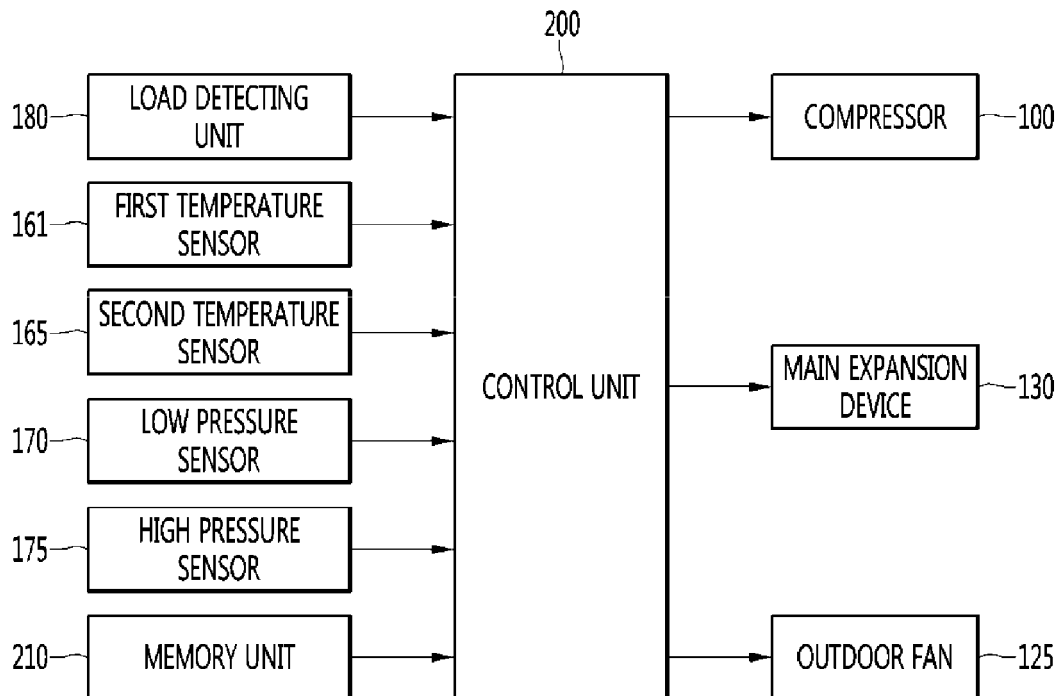 200
180
LOAD DETECTING
UNIT
COMPRESSOR
100
161
FIRST TEMPERATURE
SENSOR
165
SECOND TEMPERATURE
SENSOR
CONTROL UNIT
MAIN EXPANSION
DEVICE
130
170
LOW PRESSURE
SENSOR
175
HIGH PRESSURE
SENSOR
210
MEMORY UNIT
OUTDOOR FAN
125